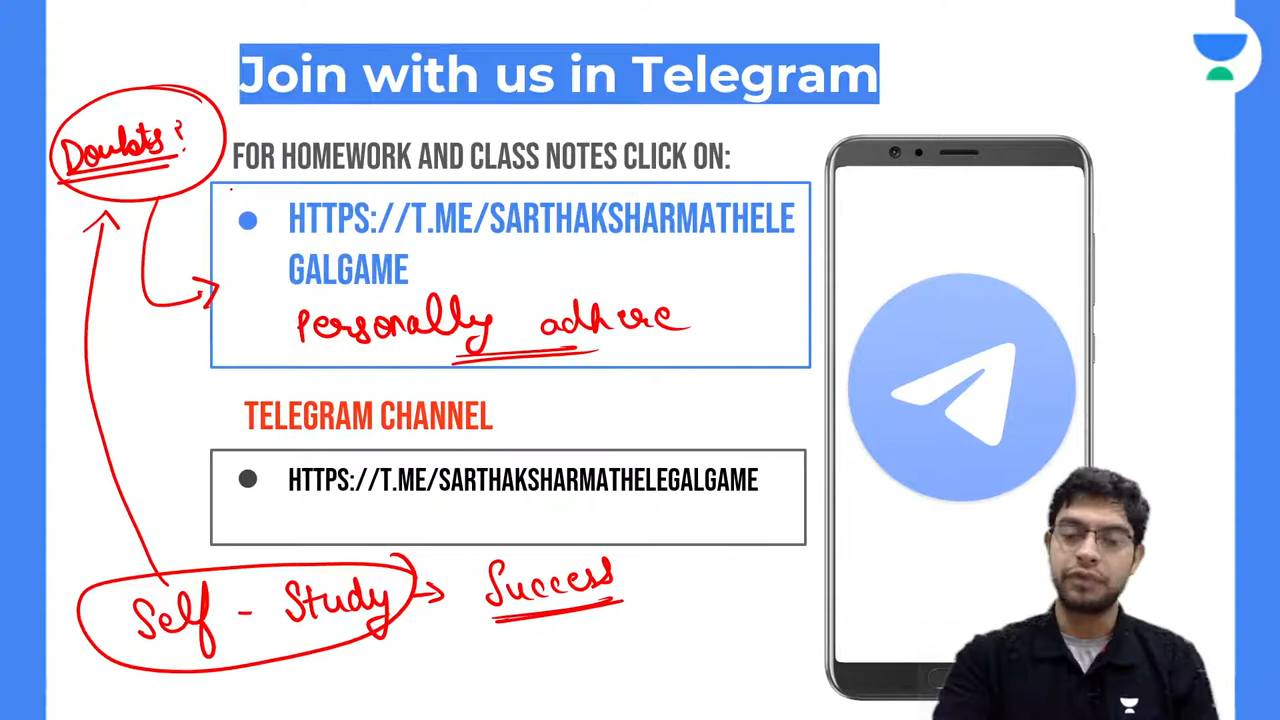 Join with us in Telegram
Doubts?
FOR HOMEWORK AND CLASS NOTES CLICK ON:
HTTPS://T.ME/SARTHAKSHARMATHELE
GALGAME
Personally adhere
TELEGRAM CHANNEL
HTTPS://T.ME/SARTHAKSHARMATHELEGALGAME
Self - Study → Success